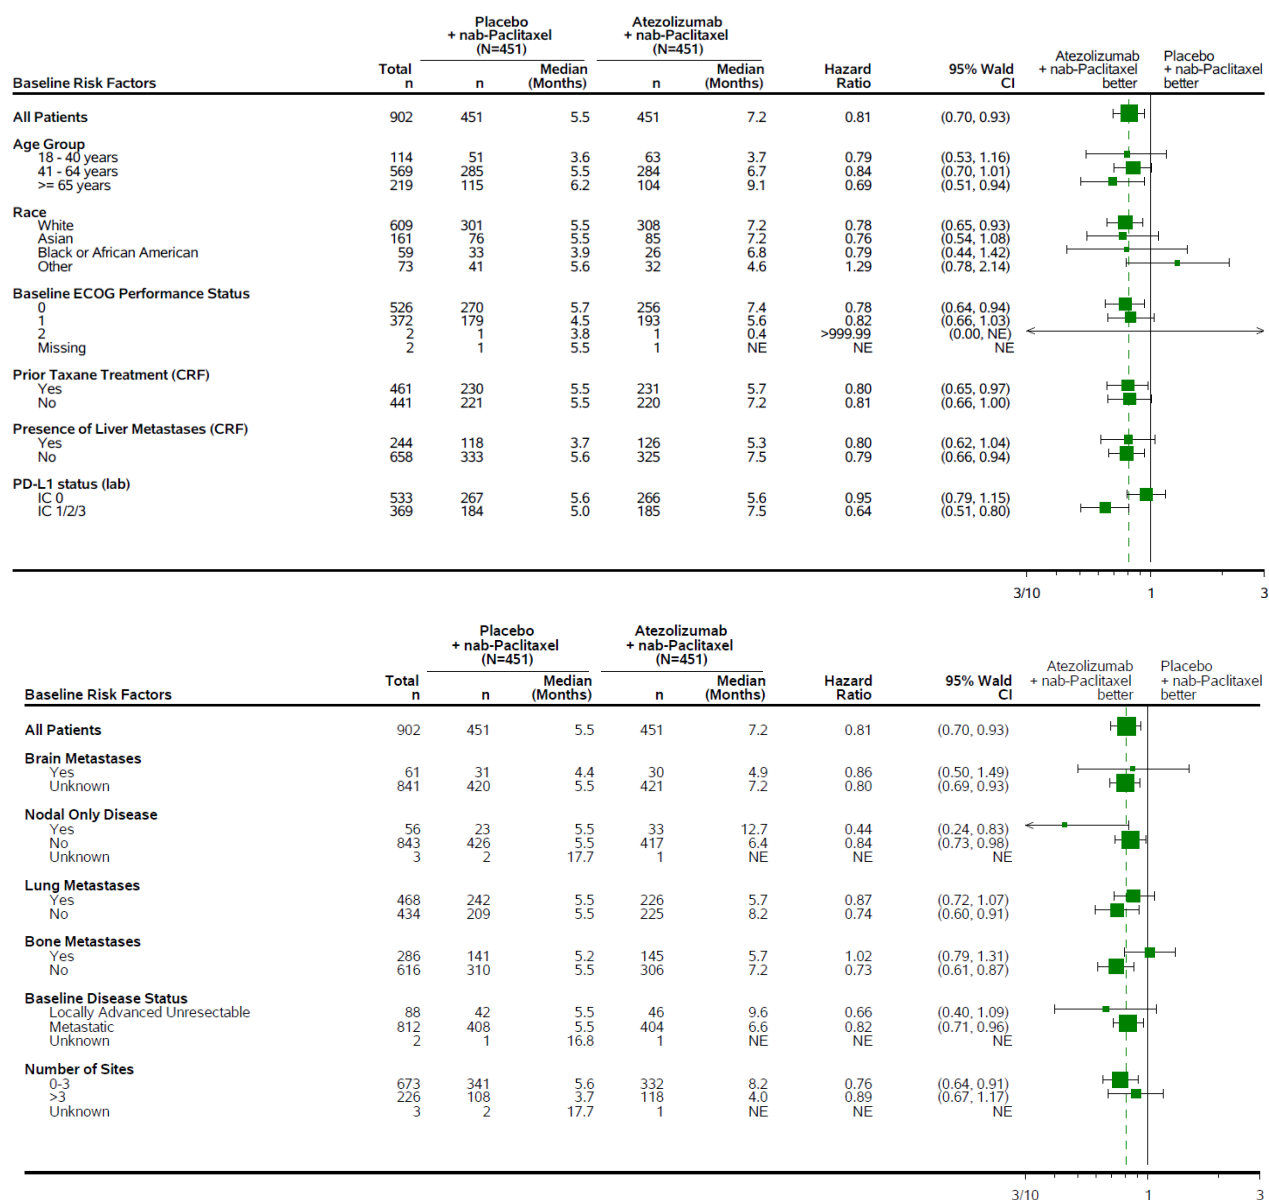 Placebo
+ nab-Paclitaxel
(N=451)
Atezolizumab
+ nab-Paclitaxel
(N=451)
Baseline Risk Factors
Total
n
n
Median
(Months)
n
Median
(Months)
Hazard
Ratio
95% Wald
CI
Atezolizumab
+ nab-Paclitaxel
better
Placebo
+ nab-Paclitaxel
better
All Patients 902 451 5.5 451 7.2 0.81 (0.70, 0.93)
Age Group
18 - 40 years 114 51 3.6 63 3.7 0.79 (0.53, 1.16)
41 - 64 years 569 285 5.5 284 6.7 0.84 (0.70, 1.01)
>= 65 years 219 115 6.2 104 9.1 0.69 (0.51, 0.94)
Race
White 609 301 5.5 308 7.2 0.78 (0.65, 0.93)
Asian 161 76 5.5 85 7.2 0.76 (0.54, 1.08)
Black or African American 59 33 3.9 26 6.8 0.79 (0.44, 1.42)
Other 73 41 5.6 32 4.6 1.29 (0.78, 2.14)
Baseline ECOG Performance Status
0 526 270 5.7 256 7.4 0.78 (0.64, 0.94)
1 372 179 4.5 193 5.6 0.82 (0.66, 1.03)
2 2 1 3.8 1 0.4 >999.99 (0.00, NE)
Missing 2 1 5.5 1 NE NE NE
Prior Taxane Treatment (CRF)
Yes 461 230 5.5 231 5.7 0.80 (0.65, 0.97)
No 441 221 5.5 220 7.2 0.81 (0.66, 1.00)
Presence of Liver Metastases (CRF)
Yes 244 118 3.7 126 5.3 0.80 (0.62, 1.04)
No 658 333 5.6 325 7.5 0.79 (0.66, 0.94)
PD-L1 status (lab)
IC 0 533 267 5.6 266 5.6 0.95 (0.79, 1.15)
IC 1/2/3 369 184 5.0 185 7.5 0.64 (0.51, 0.80)
3/10 1 3
Placebo
+ nab-Paclitaxel
(N=451)
Atezolizumab
+ nab-Paclitaxel
(N=451)
Baseline Risk Factors
Total
n
n
Median
(Months)
n
Median
(Months)
Hazard
Ratio
95% Wald
CI
Atezolizumab
+ nab-Paclitaxel
better
Placebo
+ nab-Paclitaxel
better
All Patients 902 451 5.5 451 7.2 0.81 (0.70, 0.93)
Brain Metastases
Yes 61 31 4.4 30 4.9 0.86 (0.50, 1.49)
Unknown 841 420 5.5 421 7.2 0.80 (0.69, 0.93)
Nodal Only Disease
Yes 56 23 5.5 33 12.7 0.44 (0.24, 0.83)
No 843 426 5.5 417 6.4 0.84 (0.73, 0.98)
Unknown 3 2 17.7 1 NE NE NE
Lung Metastases
Yes 468 242 5.5 226 5.7 0.87 (0.72, 1.07)
No 434 209 5.5 225 8.2 0.74 (0.60, 0.91)
Bone Metastases
Yes 286 141 5.2 145 5.7 1.02 (0.79, 1.31)
No 616 310 5.5 306 7.2 0.73 (0.61, 0.87)
Baseline Disease Status
Locally Advanced Unresectable 88 42 5.5 46 9.6 0.66 (0.40, 1.09)
Metastatic 812 408 5.5 404 6.6 0.82 (0.71, 0.96)
Unknown 2 1 16.8 1 NE NE NE
Number of Sites
0-3 673 341 5.6 332 8.2 0.76 (0.64, 0.91)
>3 226 108 3.7 118 4.0 0.89 (0.67, 1.17)
Unknown 3 2 17.7 1 NE NE NE
3/10 1 3